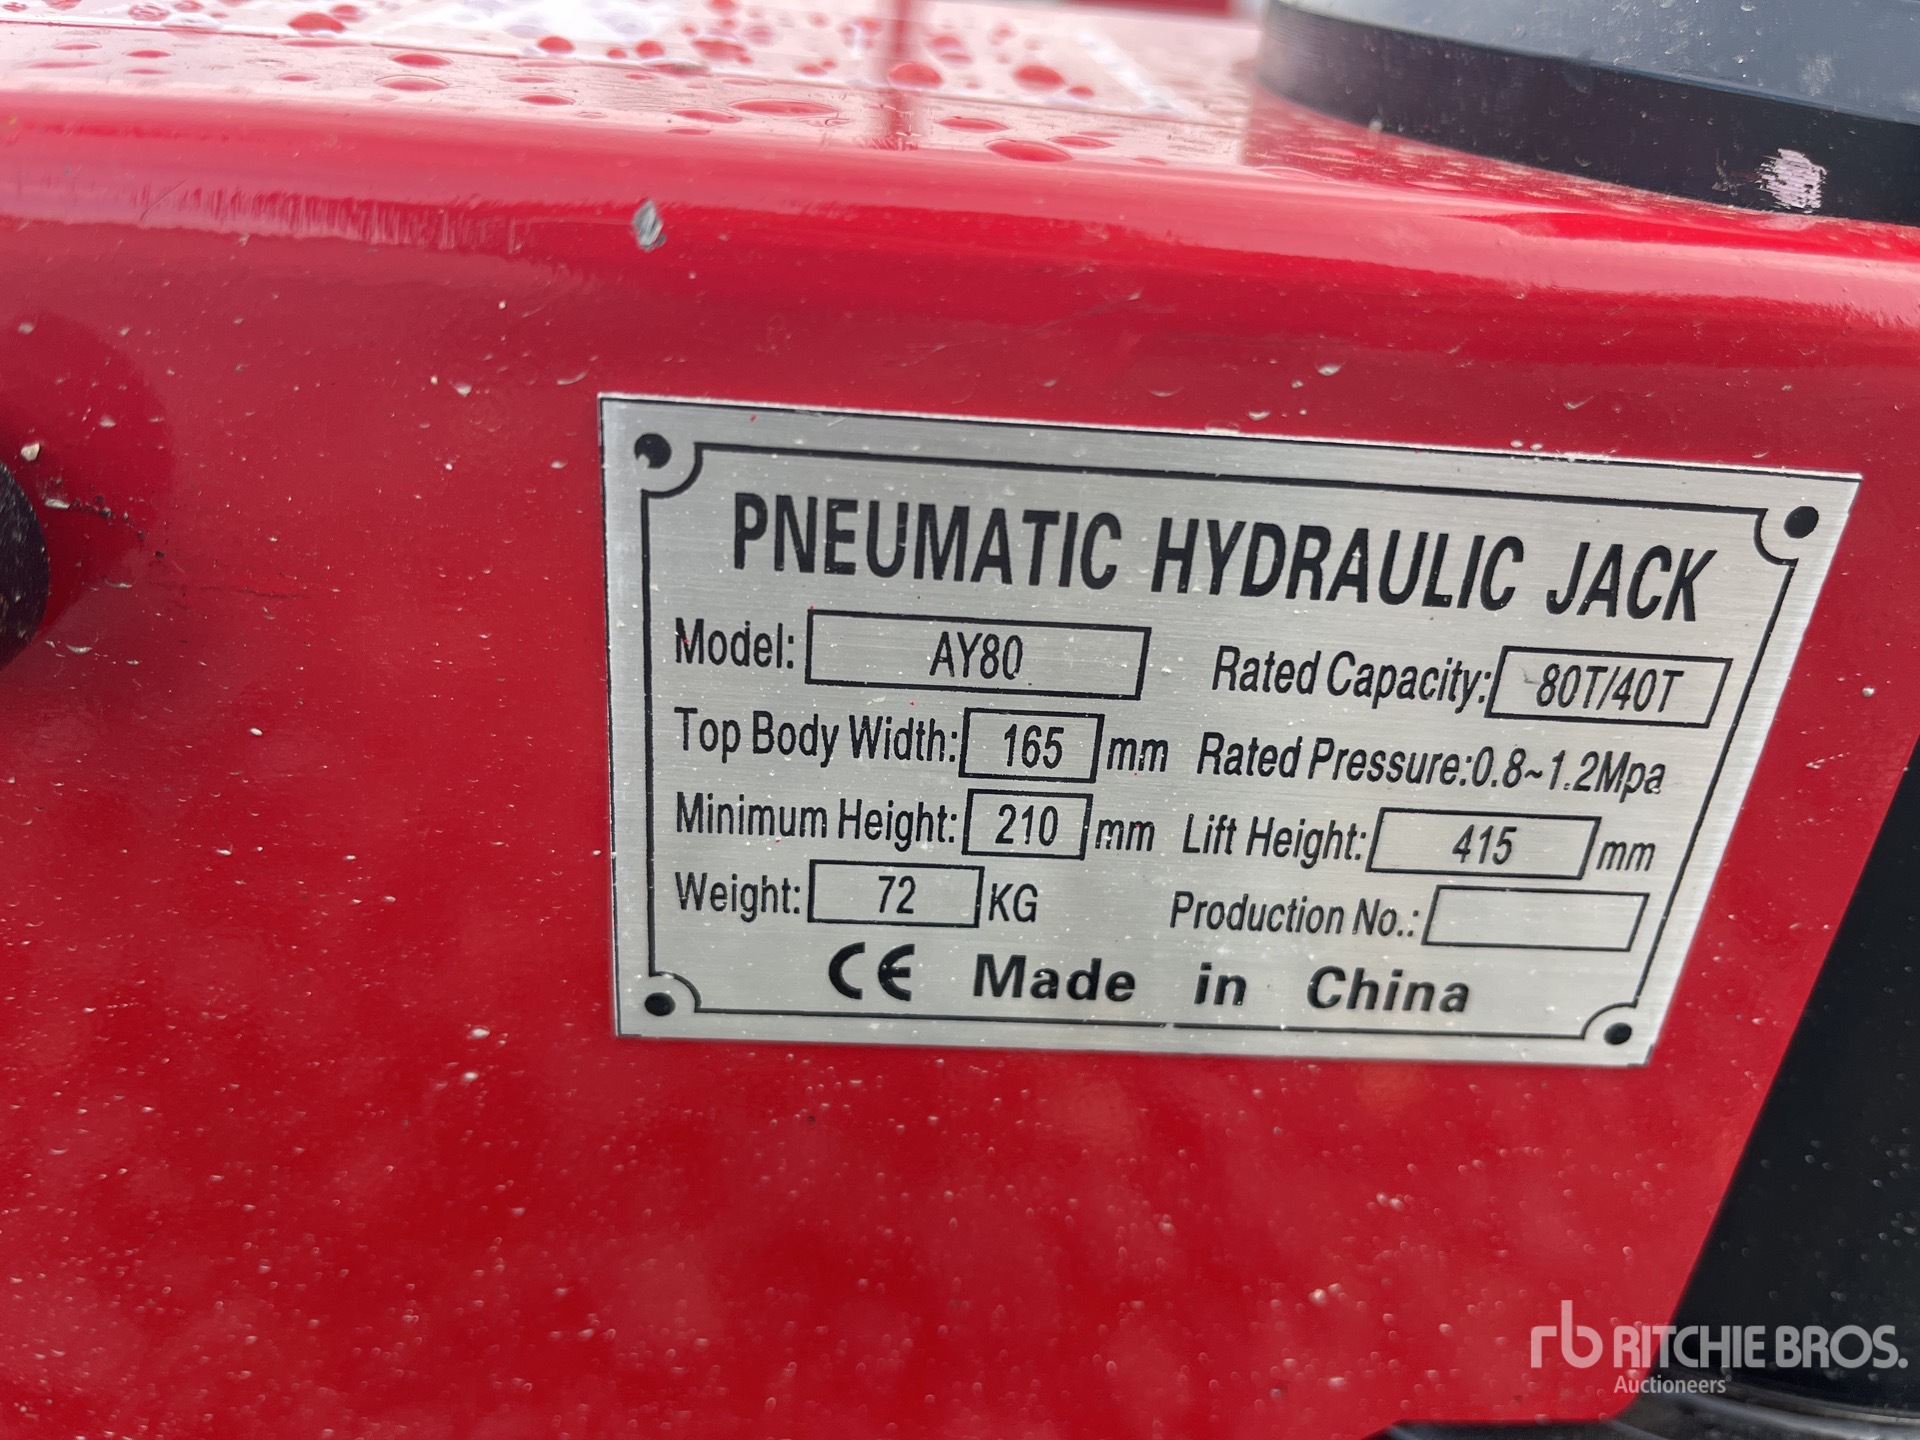 PNEUMATIC HYDRAULIC JACK
Model: AY80 Rated Capacity: 80T/40T
Top Body Width: 165 mm Rated Pressure:0.8~1.2Mpa
Minimum Height: 210 mm Lift Height: 415 mm
Weight: 72 KG Production No.:
CE Made in China
rb RITCHIE BROS.
Auctioneers